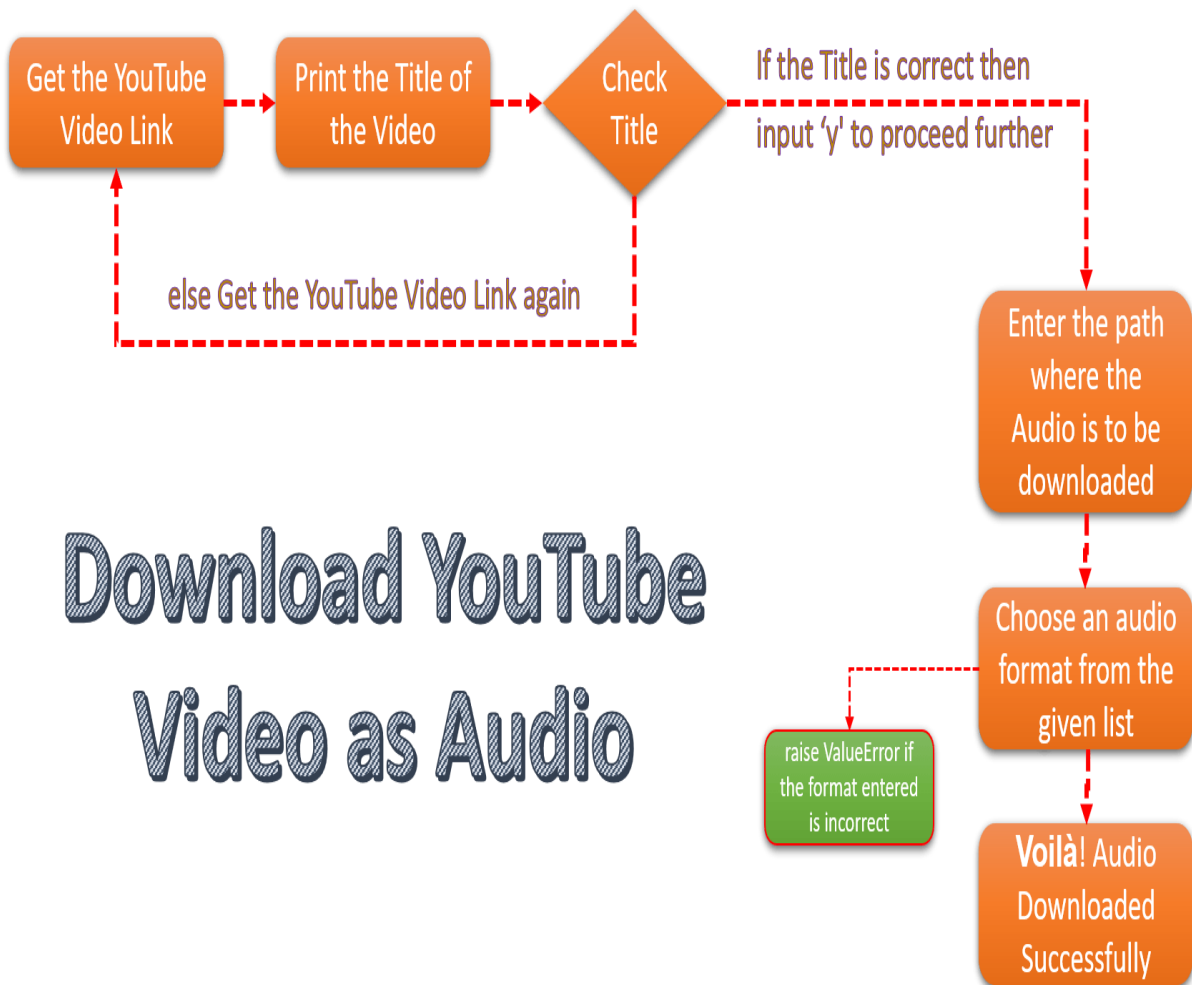 Get the YouTube
Video Link
Print the Title of
the Video
Check
Title
If the Title is correct then
input ‘y' to proceed further
else Get the YouTube Video Link again
Enter the path
where the
Audio is to be
downloaded
Download YouTube
Video as Audio
Choose an audio
format from the
given list
raise ValueError if
the format entered
is incorrect
Voilà! Audio
Downloaded
Successfully